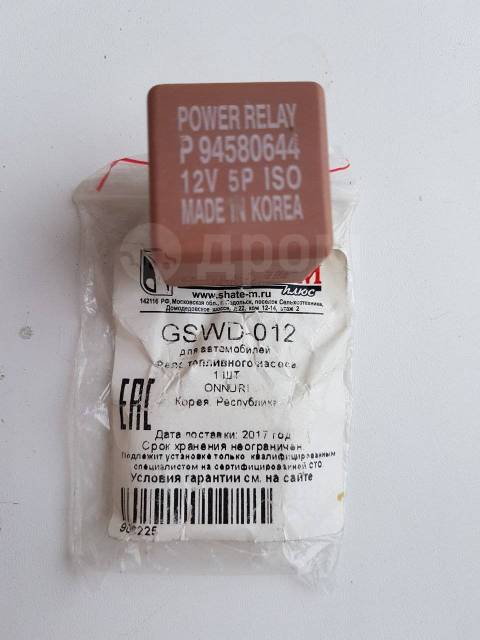 POWER RELAY
P 94580644
12V 5P ISO
MADE IN KOREA
дром
плюс
www.shate-m.ru
142116 РФ, Московская обл., Подольск, поселок Сельхозтехника,
Домодедовское шоссе, д.22, ком 12-14, этаж 2
GSWD-012
для автомобилей
Реле топливного насоса
1 ШТ
ONNURI
Корея, Республика
EAC
Дата поставки: 2017 год
Срок хранения неограничен
Подлежит установке только квалифицированным
специалистом на сертифицированной СТО.
Условия гарантии см. на сайте